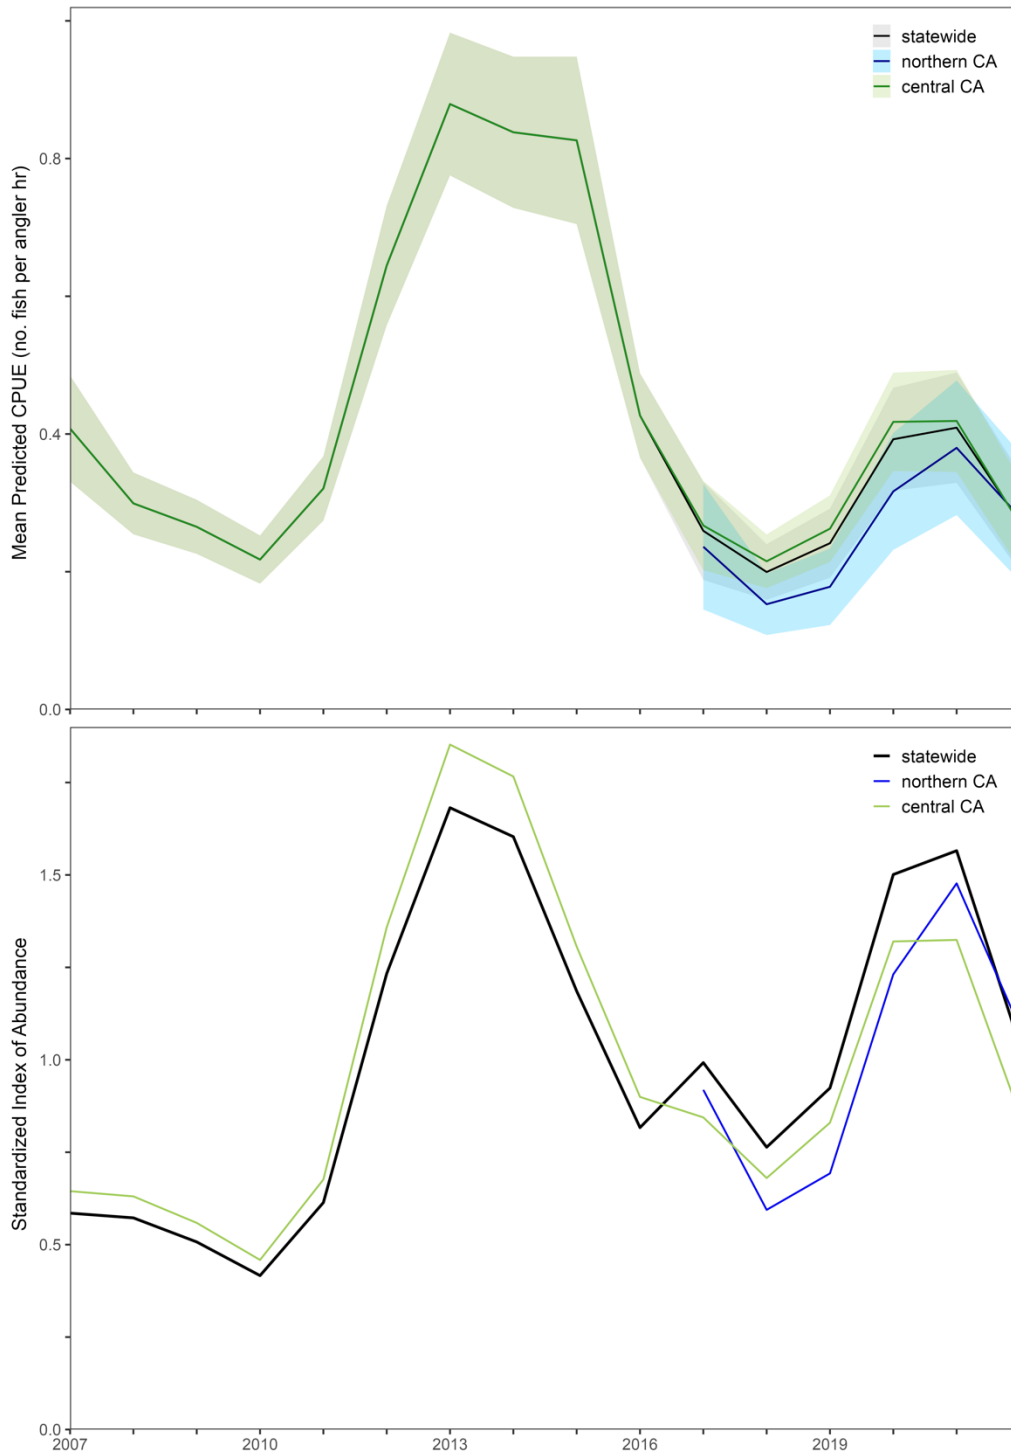 statewide
northern CA
central CA
Mean Predicted CPUE (no. fish per angler hr)
0.8
0.4
0.0
statewide
northern CA
central CA
Standardized Index of Abundance
1.5
1.0
0.5
0.0
2007 2010 2013 2016 2019